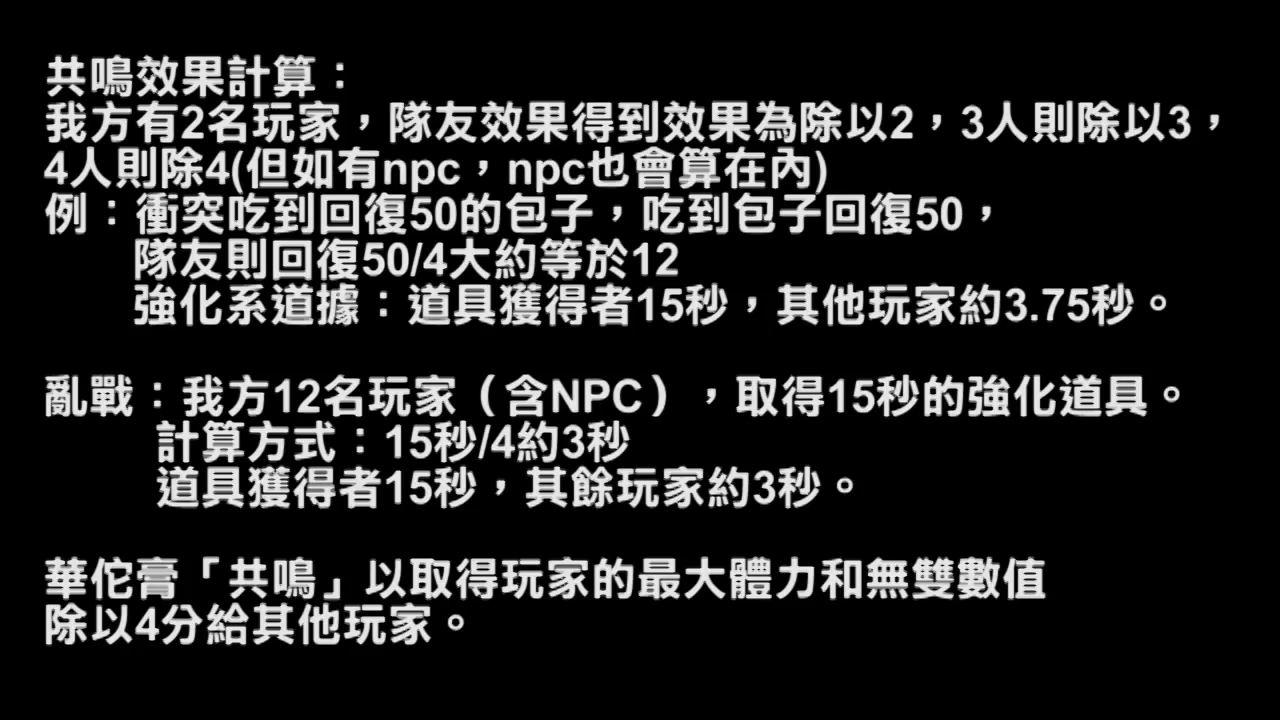 共鳴效果計算：
我方有2名玩家，隊友效果得到效果為除以2，3人則除以3，
4人則除4(但如有npc，npc也會算在內)
例：衝突吃到回復50的包子，吃到包子回復50，
隊友則回復50/4大約等於12
強化系道據：道具獲得者15秒，其他玩家約3.75秒。
亂戰：我方12名玩家（含NPC），取得15秒的強化道具。
計算方式：15秒/4約3秒
道具獲得者15秒，其餘玩家約3秒。
華佗膏「共鳴」以取得玩家的最大體力和無雙數值
除以4分給其他玩家。